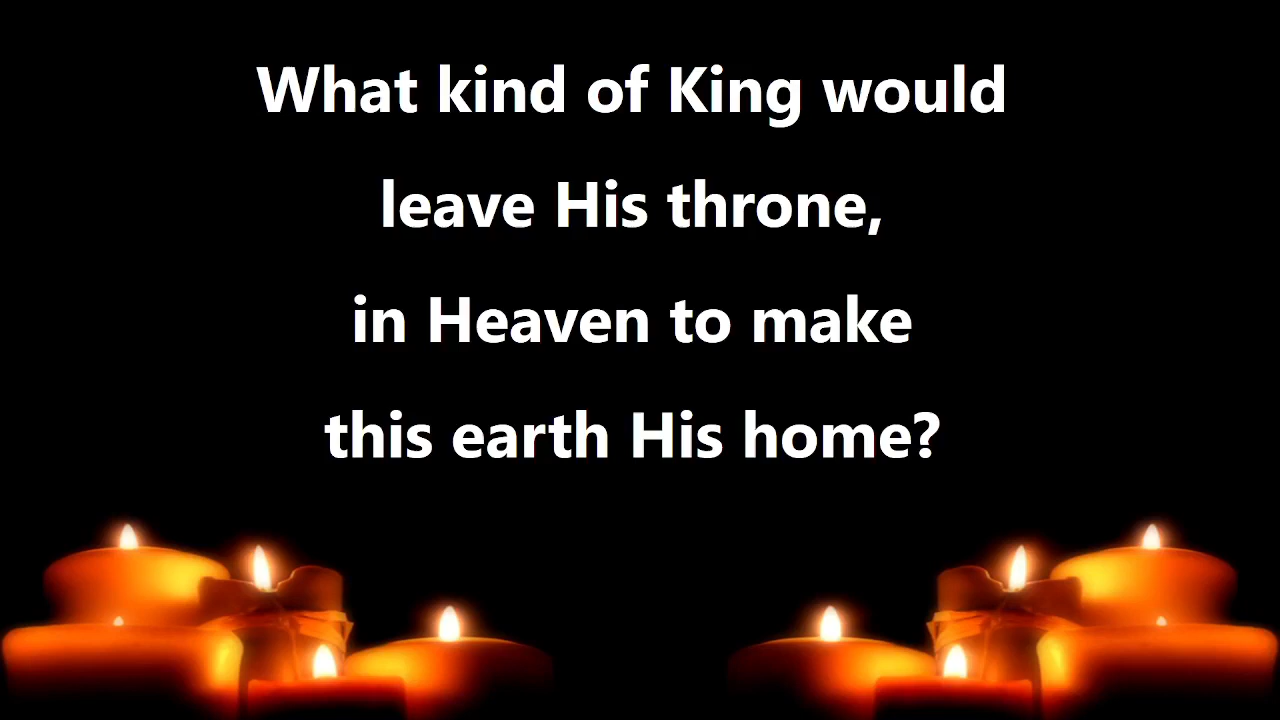 What kind of King would
leave His throne,
in Heaven to make
this earth His home?